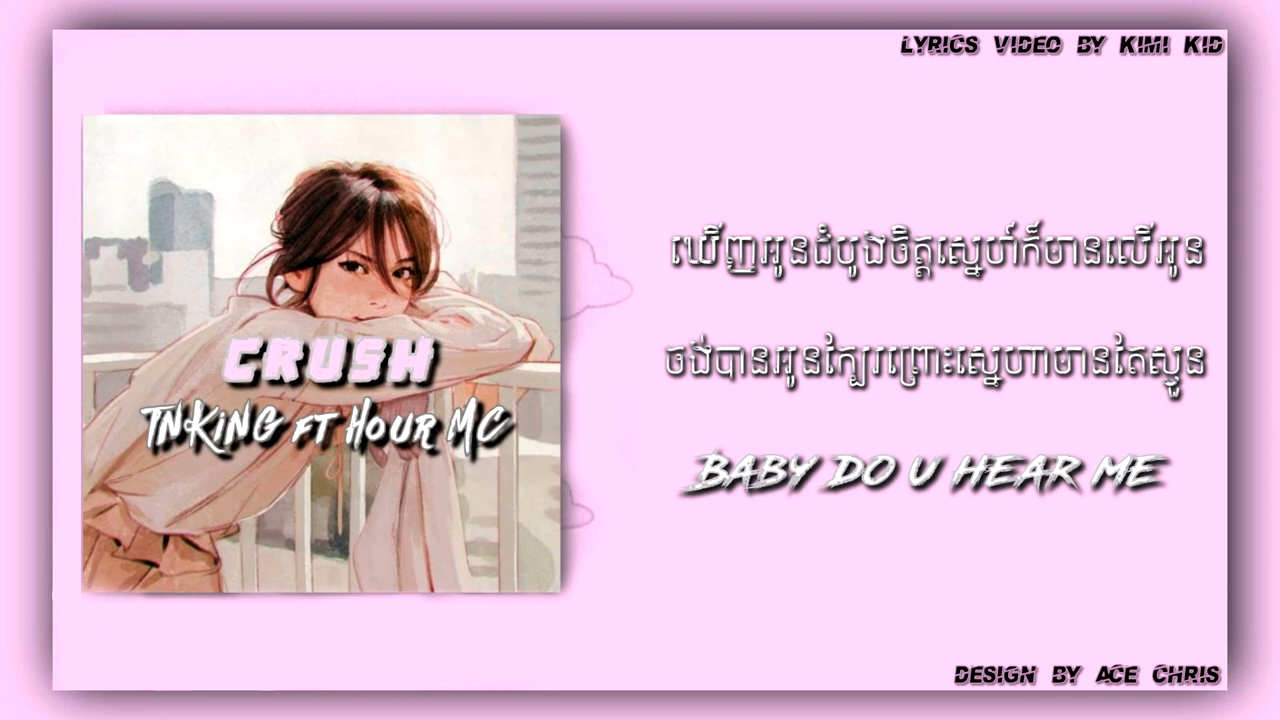 LYRICS VIDEO BY KIMI KID
CRUSH
TNKING FT HOUR MC
ឃើញអូនដំបូងចិត្តស្នេហ៍ក៏មានលើអូន
ចង់បានអូនក្បែរព្រោះស្នេហាមានតែស្ងួន
BABY DO U HEAR ME
DESIGN BY ACE CHRIS